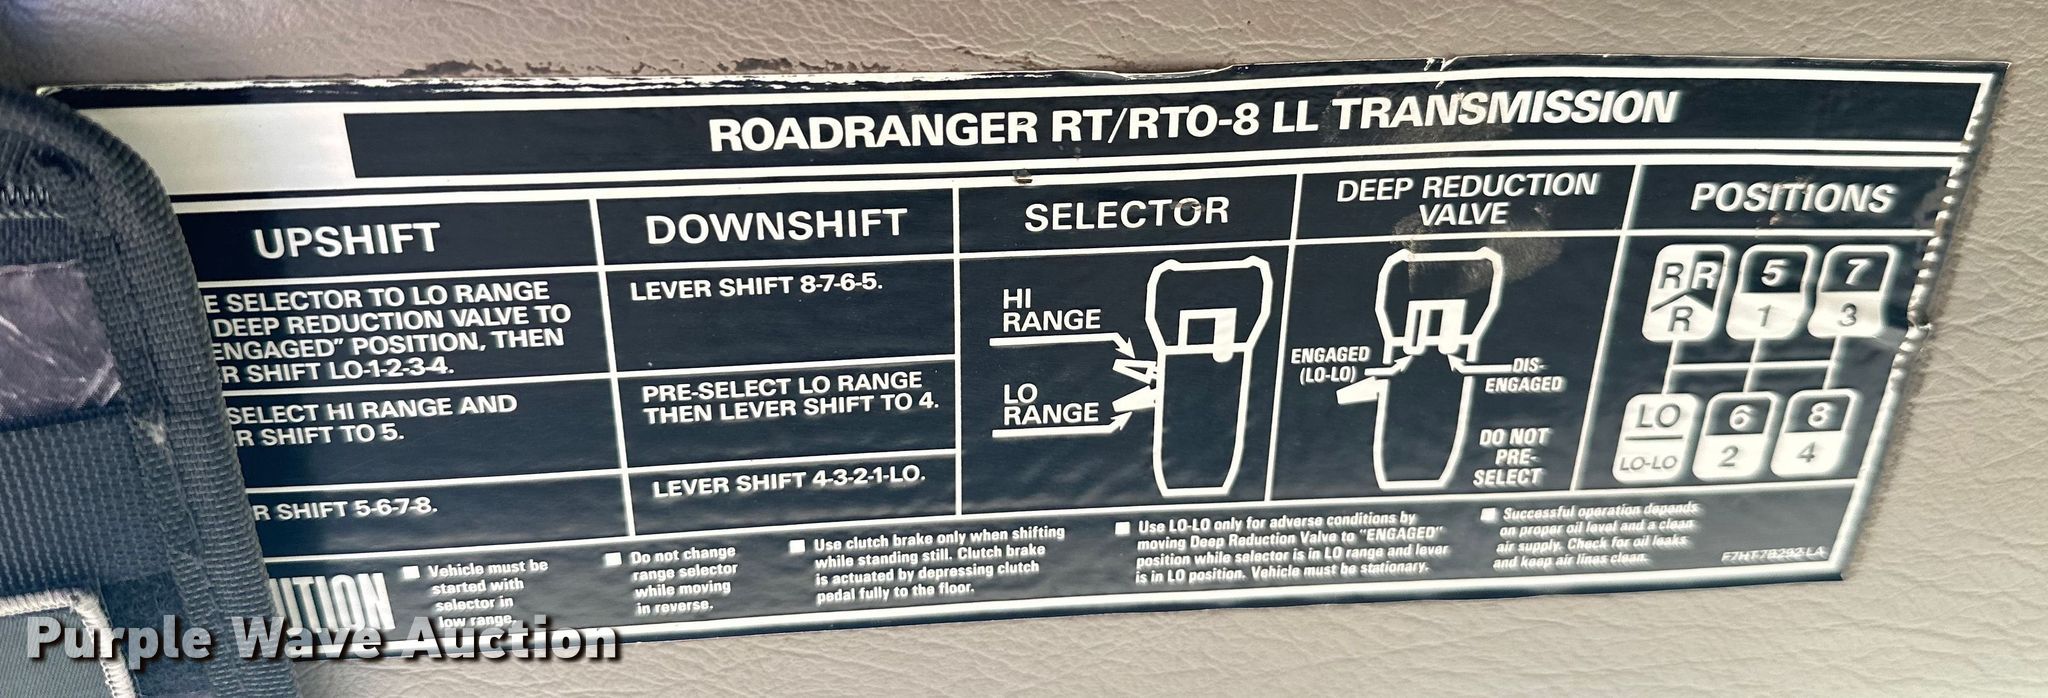 ROADRANGER RT/RTO-8 LL TRANSMISSION
UPSHIFT
E SELECTOR TO LO RANGE
DEEP REDUCTION VALVE TO
ENGAGED" POSITION, THEN
R SHIFT LO-1-2-3-4.
SELECT HI RANGE AND
R SHIFT TO 5.
R SHIFT 5-6-7-8.
DOWNSHIFT
LEVER SHIFT 8-7-6-5.
PRE-SELECT LO RANGE
THEN LEVER SHIFT TO 4.
LEVER SHIFT 4-3-2-1-LO.
SELECTOR
HI
RANGE
LO
RANGE
DEEP REDUCTION
VALVE
ENGAGED
(LO-LO)
DIS-
ENGAGED
DO NOT
PRE-
SELECT
POSITIONS
R R 5 7
R 1 3
LO 6 8
LO-LO 2 4
UTION
■ Vehicle must be
started with
selector in
low range.
■ Do not change
range selector
while moving
in reverse.
■ Use clutch brake only when shifting
while standing still. Clutch brake
is actuated by depressing clutch
pedal fully to the floor.
■ Use LO-LO only for adverse conditions by
moving Deep Reduction Valve to "ENGAGED"
position while selector is in LO range and lever
is in LO position. Vehicle must be stationary.
■ Successful operation depends
on proper oil level and a clean
air supply. Check for oil leaks
and keep air lines clean.
F7HT-7B292-LA
Purple Wave Auction